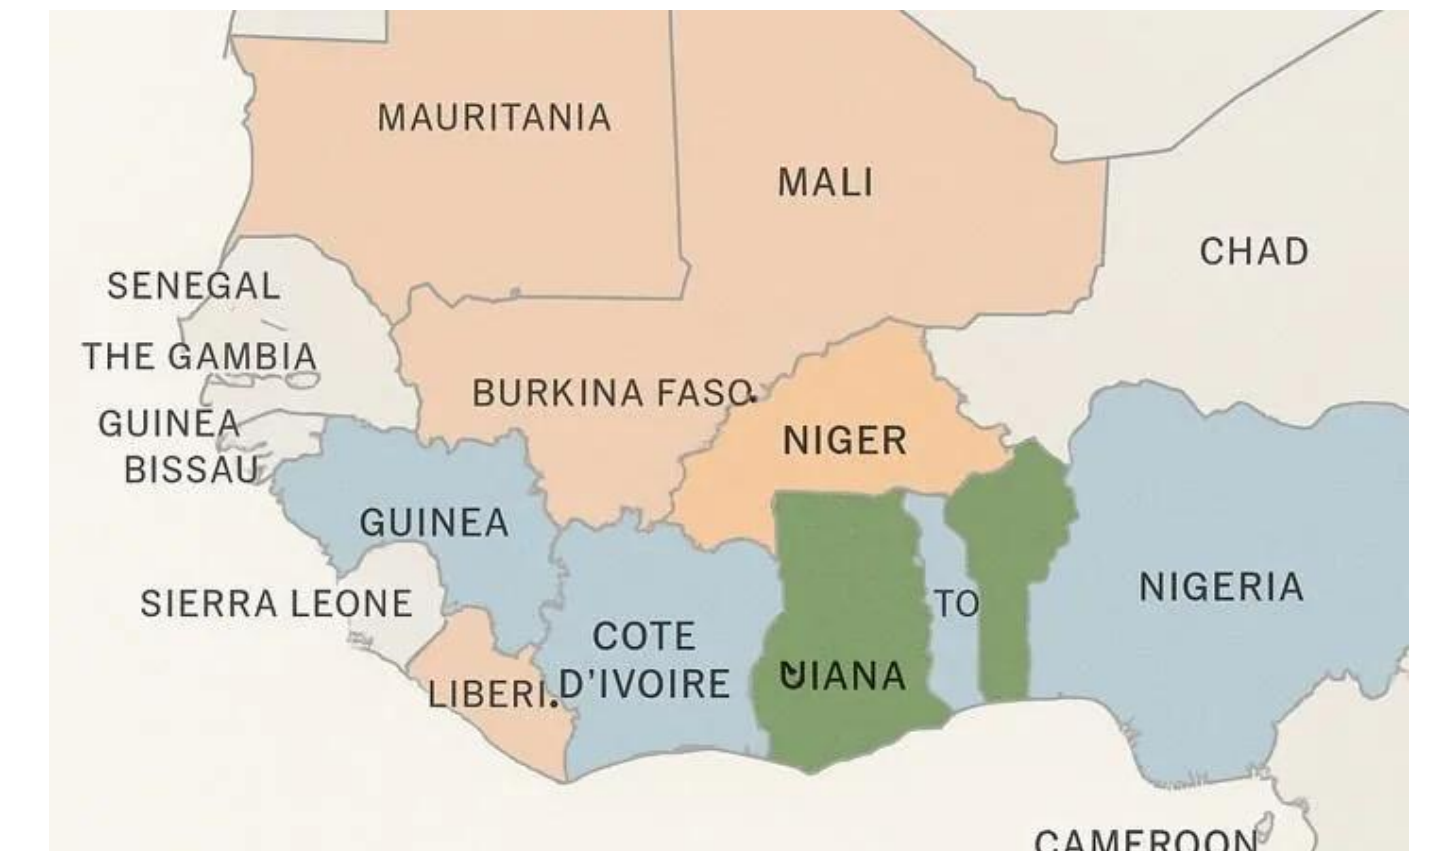 MAURITANIA
MALI
CHAD
SENEGAL
THE GAMBIA
BURKINA FASO.
GUINEA
BISSAU
NIGER
GUINEA
NIGERIA
SIERRA LEONE
TO
COTE
D'IVOIRE
UIANA
LIBERI.
CAMEROON